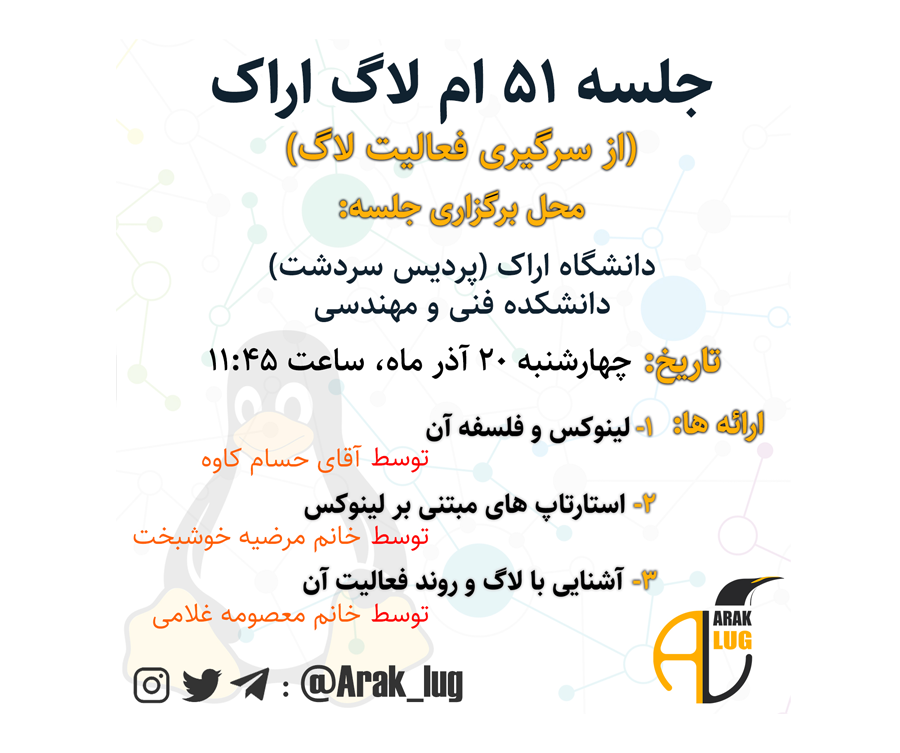 جلسه ۵۱ ام لاگ اراک
(از سرگیری فعالیت لاگ)
محل برگزاری جلسه:
دانشگاه اراک (پردیس سردشت)
دانشکده فنی و مهندسی
تاریخ: چهارشنبه ۲۰ آذر ماه، ساعت ۱۱:۴۵
ارائه ها: ۱- لینوکس و فلسفه آن
توسط آقای حسام کاوه
۲- استارتاپ های مبتنی بر لینوکس
توسط خانم مرضیه خوشبخت
۳- آشنایی با لاگ و روند فعالیت آن
توسط خانم معصومه غلامی
ARAK
LUG
: @Arak_lug